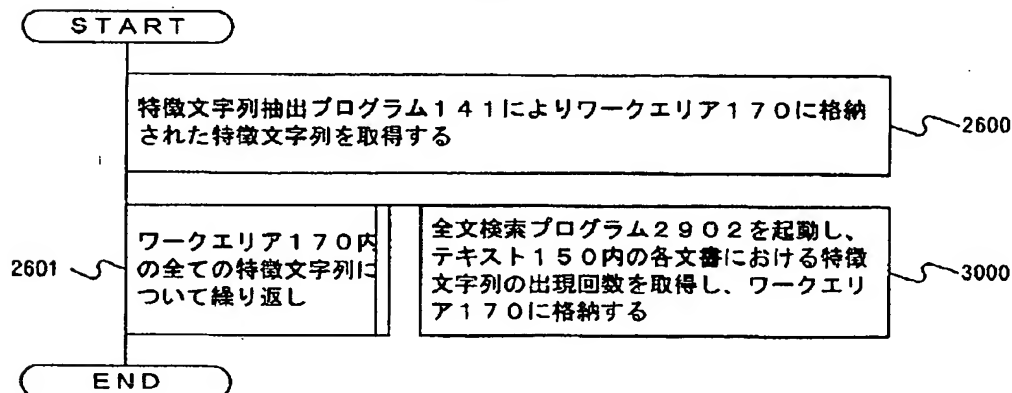 START
特徴文字列抽出プログラム141によりワークエリア170に格納
された特徴文字列を取得する
2600
2601
ワークエリア170内
の全ての特徴文字列に
ついて繰り返し
全文検索プログラム2902を起動し、
テキスト150内の各文書における特徴
文字列の出現回数を取得し、ワークエリ
ア170に格納する
3000
END